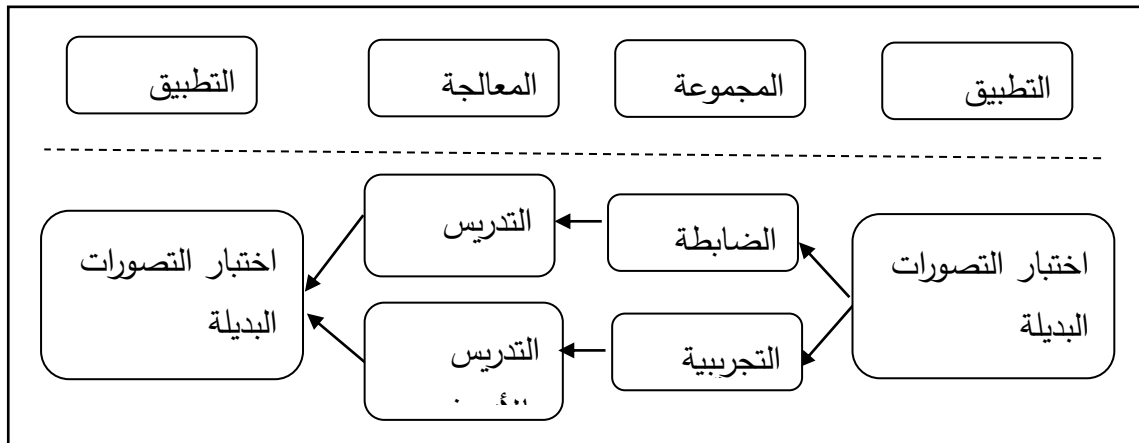 التطبيق
المجموعة
المعالجة
التطبيق
اختبار التصورات
البديلة
الضابطة
التدريس
التجريبية
التدريس
اختبار التصورات
البديلة